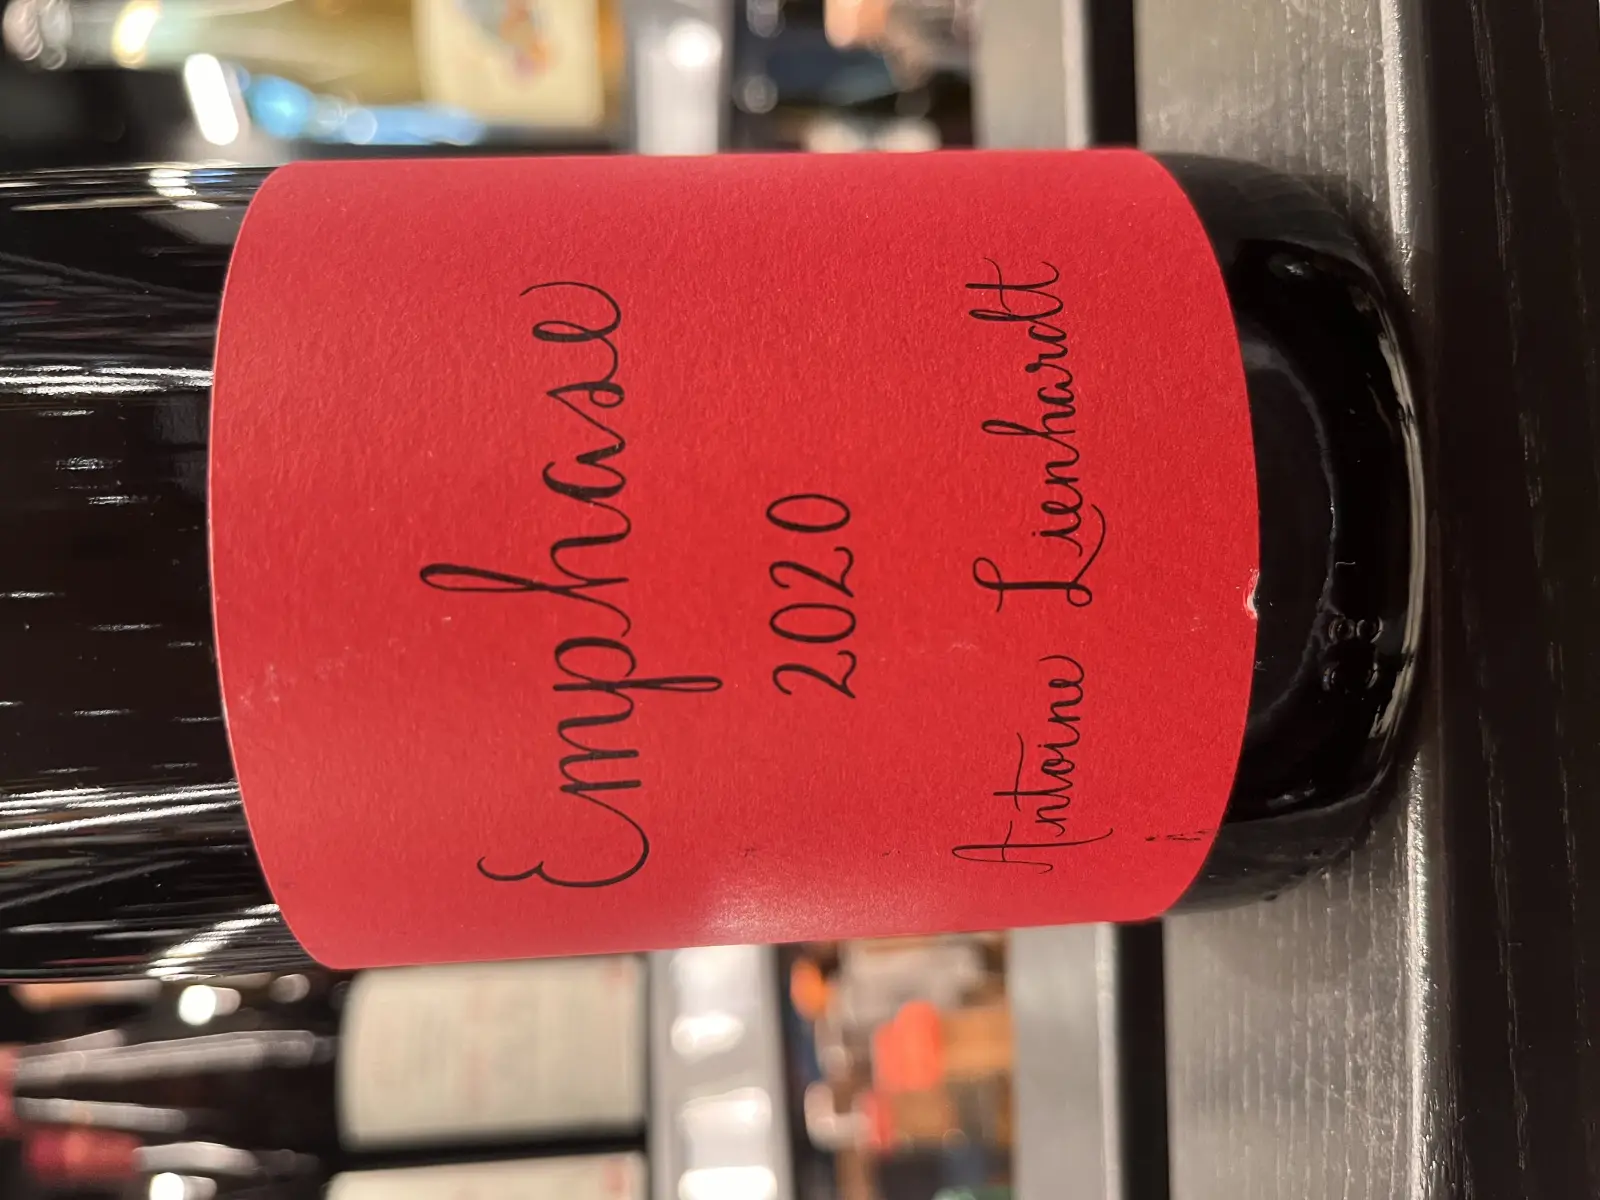 Emphase
2020
Antoine Lienhardt